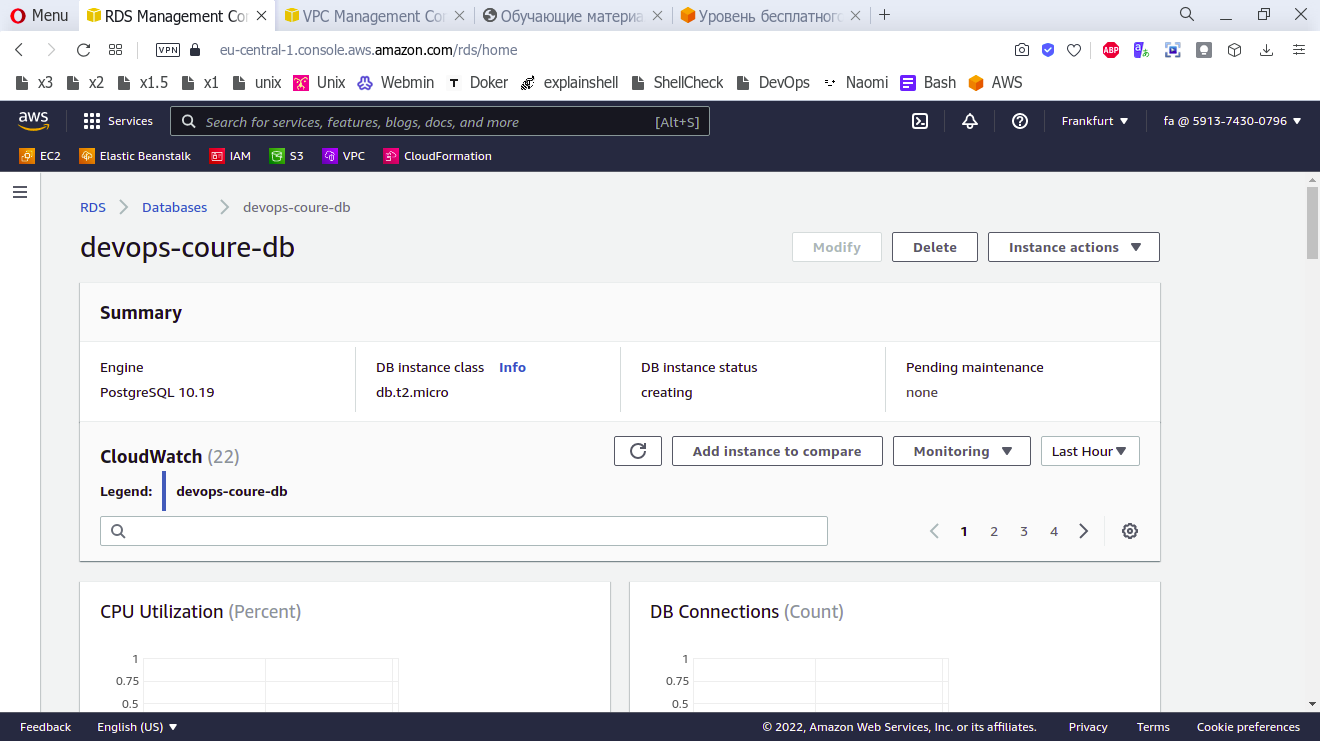 Menu RDS Management Co VPC Management Co Обучающие материа Уровень бесплатног
VPN eu-central-1.console.aws.amazon.com/rds/home ABP
x3 x2 x1.5 x1 unix Unix Webmin T Doker explainshell ShellCheck DevOps Naomi Bash AWS
aws Services Search for services, features, blogs, docs, and more [Alt+S] Frankfurt fa @ 5913-7430-0796
EC2 Elastic Beanstalk IAM S3 VPC CloudFormation
RDS Databases devops-coure-db
devops-coure-db Modify Delete Instance actions
Summary
Engine DB instance class Info DB instance status Pending maintenance
PostgreSQL 10.19 db.t2.micro creating none
CloudWatch (22) Add instance to compare Monitoring Last Hour
Legend: devops-coure-db
1 2 3 4
CPU Utilization (Percent) DB Connections (Count)
1 1
0.75 0.75
0.5 0.5
Feedback English (US) © 2022, Amazon Web Services, Inc. or its affiliates. Privacy Terms Cookie preferences